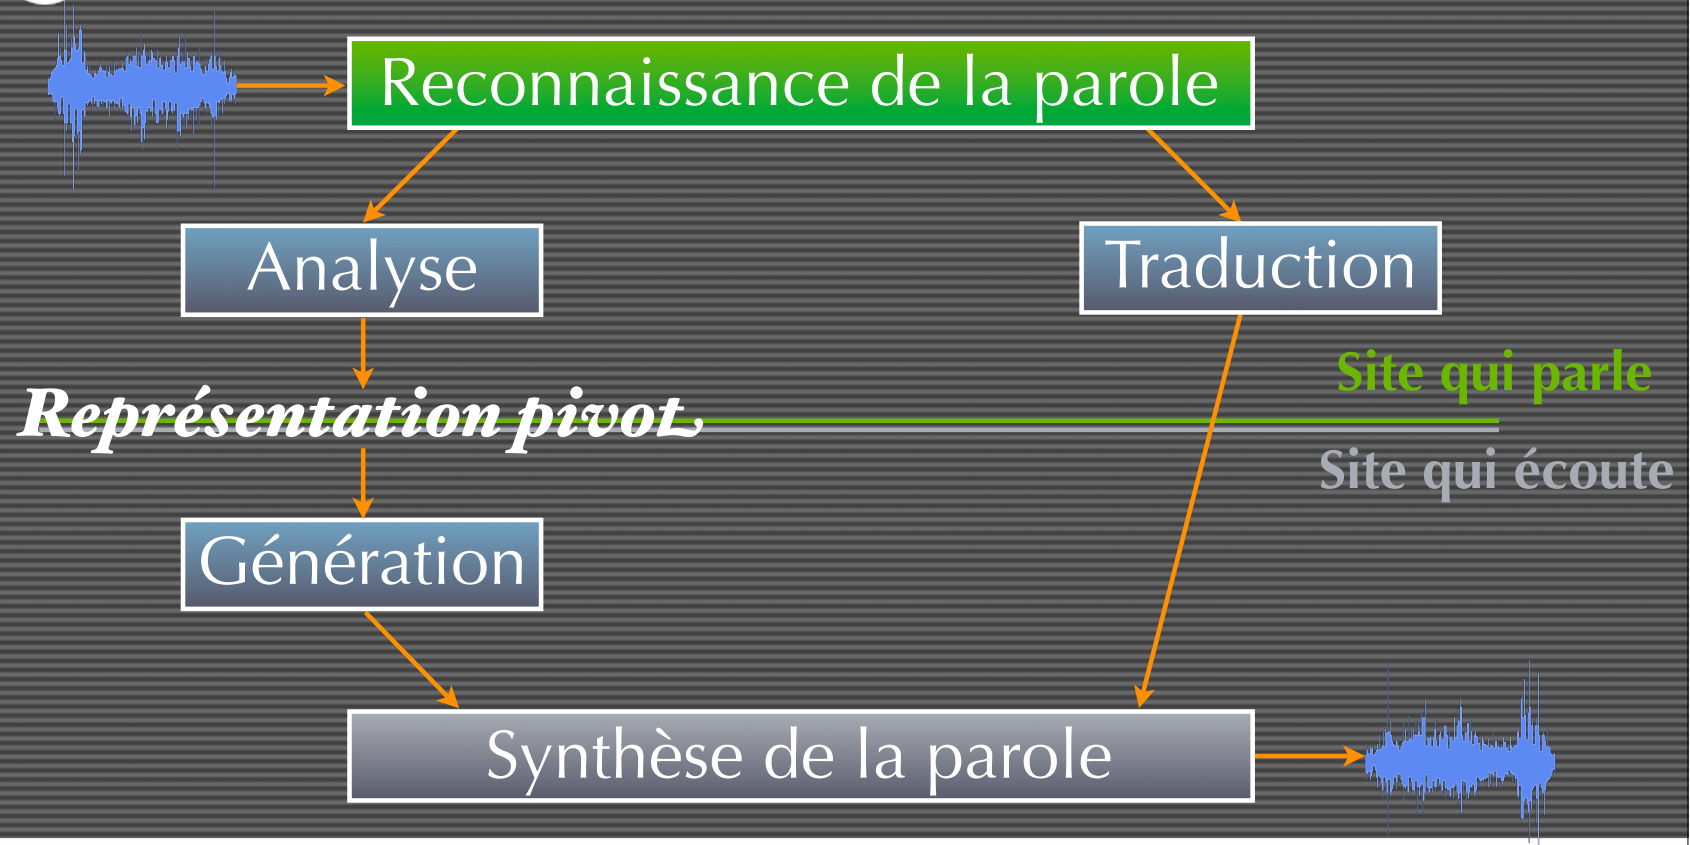 Reconnaissance de la parole
Analyse
Traduction
Site qui parle
Représentation pivot
Site qui écoute
Génération
Synthèse de la parole